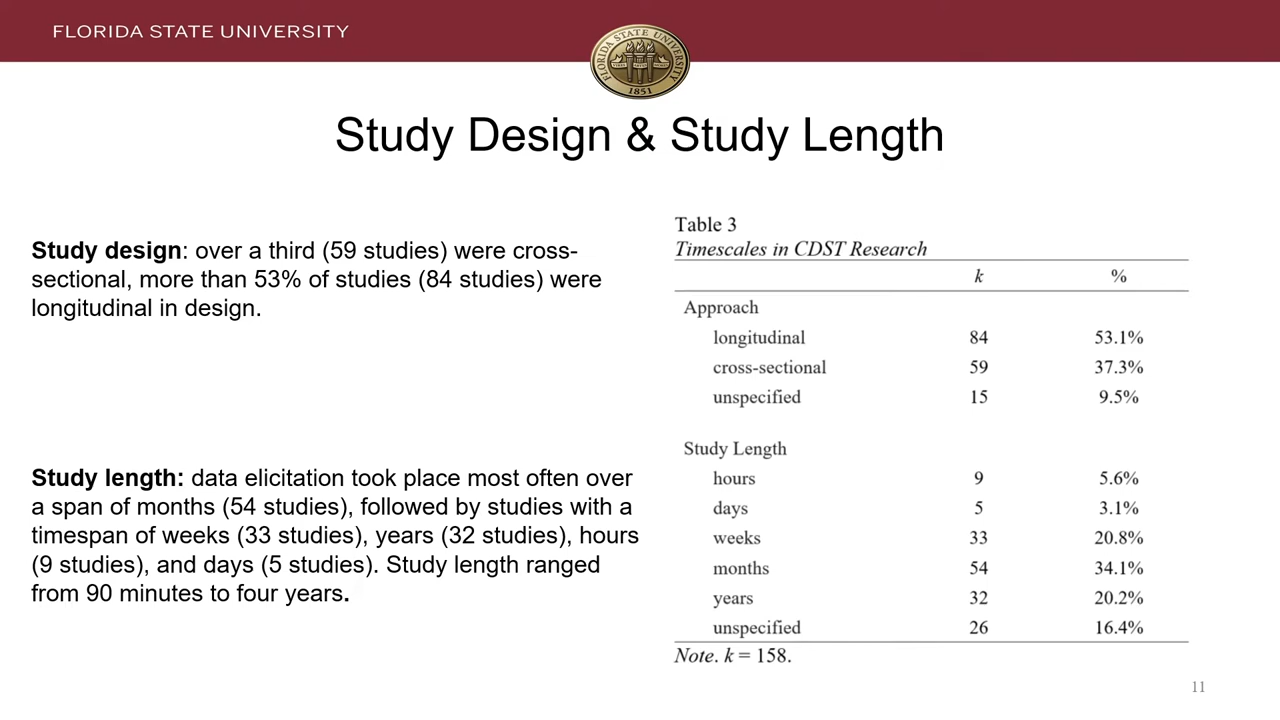 FLORIDA STATE UNIVERSITY
FLORIDA STATE UNIVERSITY
1851
Study Design & Study Length
Study design: over a third (59 studies) were cross-
sectional, more than 53% of studies (84 studies) were
longitudinal in design.
Study length: data elicitation took place most often over
a span of months (54 studies), followed by studies with a
timespan of weeks (33 studies), years (32 studies), hours
(9 studies), and days (5 studies). Study length ranged
from 90 minutes to four years.
Table 3
Timescales in CDST Research
k %
Approach
longitudinal 84 53.1%
cross-sectional 59 37.3%
unspecified 15 9.5%
Study Length
hours 9 5.6%
days 5 3.1%
weeks 33 20.8%
months 54 34.1%
years 32 20.2%
unspecified 26 16.4%
Note. k = 158.
11